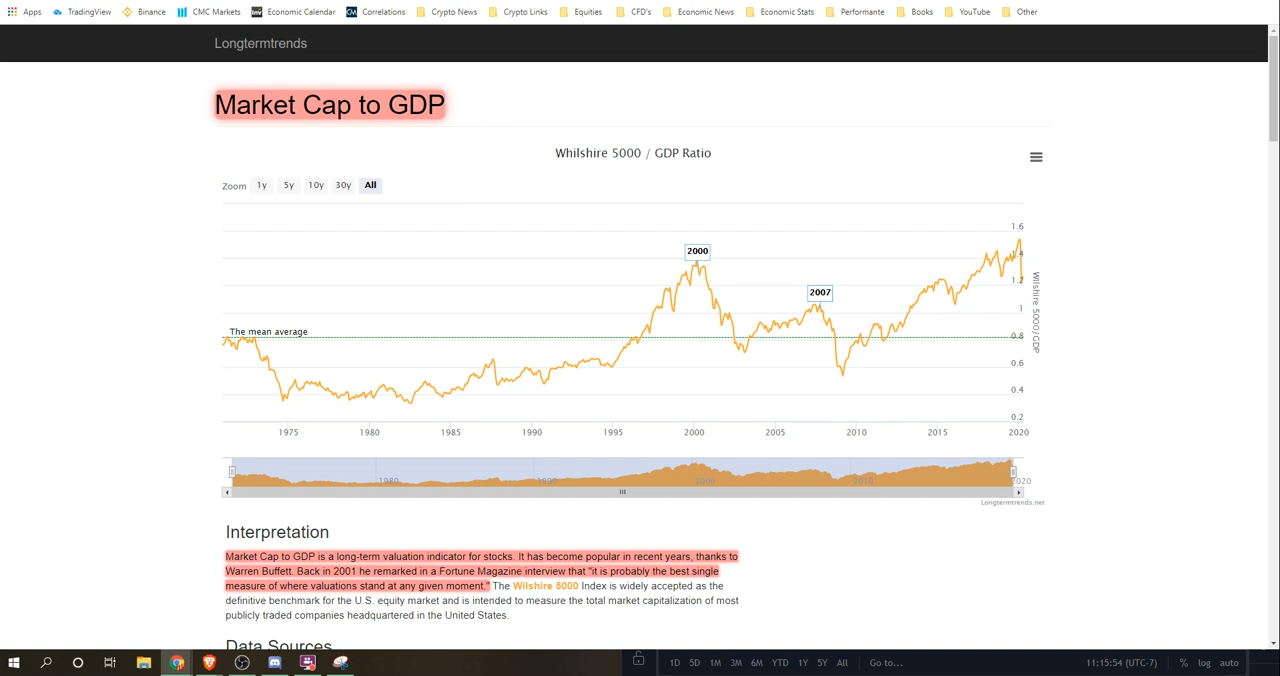 Apps TradingView Binance CMC Markets Inv Economic Calendar CM Correlations Crypto News Crypto Links Equities CFD's Economic News Economic Stats Performante Books YouTube Other
Longtermtrends
Market Cap to GDP
Whilshire 5000 / GDP Ratio
Zoom 1y 5y 10y 30y All
1.6
2000
1.4
1.2
2007
1
The mean average
0.8
Wilshire 5000/GDP
0.6
0.4
0.2
1975 1980 1985 1990 1995 2000 2005 2010 2015 2020
1980 1990 2000 2010 2020
Longtermtrends.net
Interpretation
Market Cap to GDP is a long-term valuation indicator for stocks. It has become popular in recent years, thanks to
Warren Buffett. Back in 2001 he remarked in a Fortune Magazine interview that "it is probably the best single
measure of where valuations stand at any given moment." The Wilshire 5000 Index is widely accepted as the
definitive benchmark for the U.S. equity market and is intended to measure the total market capitalization of most
publicly traded companies headquartered in the United States.
Data Sources
1D 5D 1M 3M 6M YTD 1Y 5Y All Go to... 11:15:54 (UTC-7) % log auto